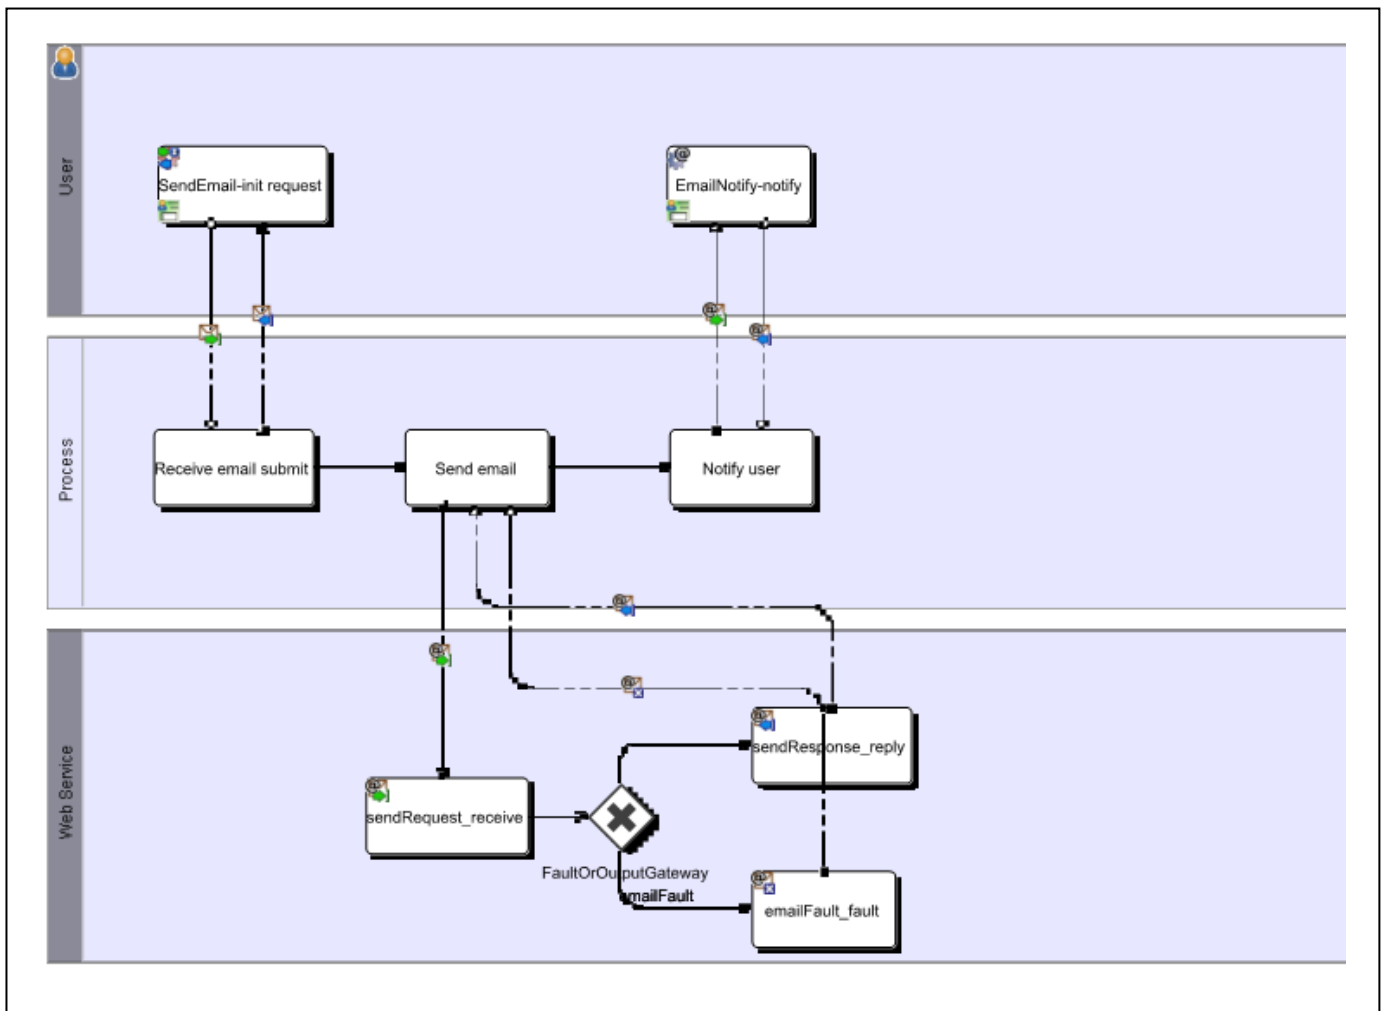 User
SendEmail-init request
EmailNotify-notify
Process
Receive email submit
Send email
Notify user
Web Service
sendResponse_reply
sendRequest_receive
FaultOrOutputGateway
emailFault
emailFault_fault